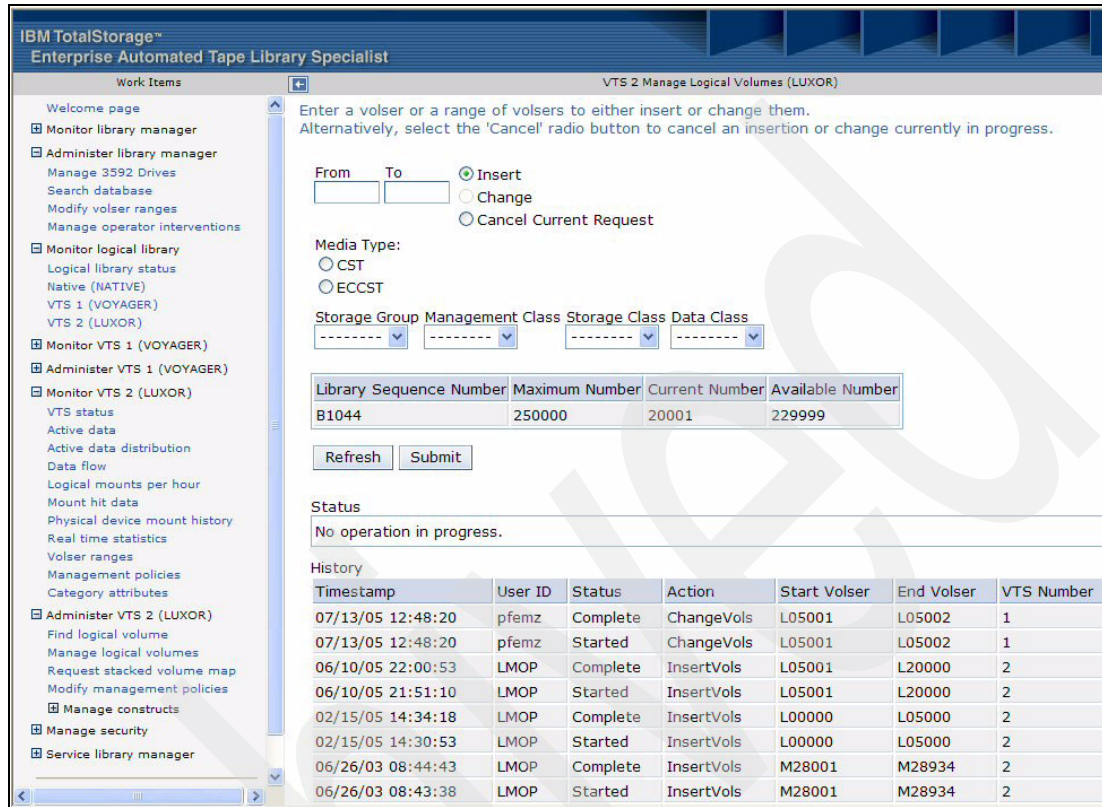 IBM TotalStorage™
Enterprise Automated Tape Library Specialist
Work Items
VTS 2 Manage Logical Volumes (LUXOR)
Welcome page
Monitor library manager
Administer library manager
Manage 3592 Drives
Search database
Modify volser ranges
Manage operator interventions
Monitor logical library
Logical library status
Native (NATIVE)
VTS 1 (VOYAGER)
VTS 2 (LUXOR)
Monitor VTS 1 (VOYAGER)
Administer VTS 1 (VOYAGER)
Monitor VTS 2 (LUXOR)
VTS status
Active data
Active data distribution
Data flow
Logical mounts per hour
Mount hit data
Physical device mount history
Real time statistics
Volser ranges
Management policies
Category attributes
Administer VTS 2 (LUXOR)
Find logical volume
Manage logical volumes
Request stacked volume map
Modify management policies
Manage constructs
Manage security
Service library manager
Enter a volser or a range of volsers to either insert or change them.
Alternatively, select the 'Cancel' radio button to cancel an insertion or change currently in progress.
From To Insert
Change
Cancel Current Request
Media Type:
CST
ECCST
Storage Group Management Class Storage Class Data Class
-------- -------- -------- --------
Library Sequence Number Maximum Number Current Number Available Number
B1044 250000 20001 229999
Refresh Submit
Status
No operation in progress.
History
Timestamp User ID Status Action Start Volser End Volser VTS Number
07/13/05 12:48:20 pfemz Complete ChangeVols L05001 L05002 1
07/13/05 12:48:20 pfemz Started ChangeVols L05001 L05002 1
06/10/05 22:00:53 LMOP Complete InsertVols L05001 L20000 2
06/10/05 21:51:10 LMOP Started InsertVols L05001 L20000 2
02/15/05 14:34:18 LMOP Complete InsertVols L00000 L05000 2
02/15/05 14:30:53 LMOP Started InsertVols L00000 L05000 2
06/26/03 08:44:43 LMOP Complete InsertVols M28001 M28934 2
06/26/03 08:43:38 LMOP Started InsertVols M28001 M28934 2